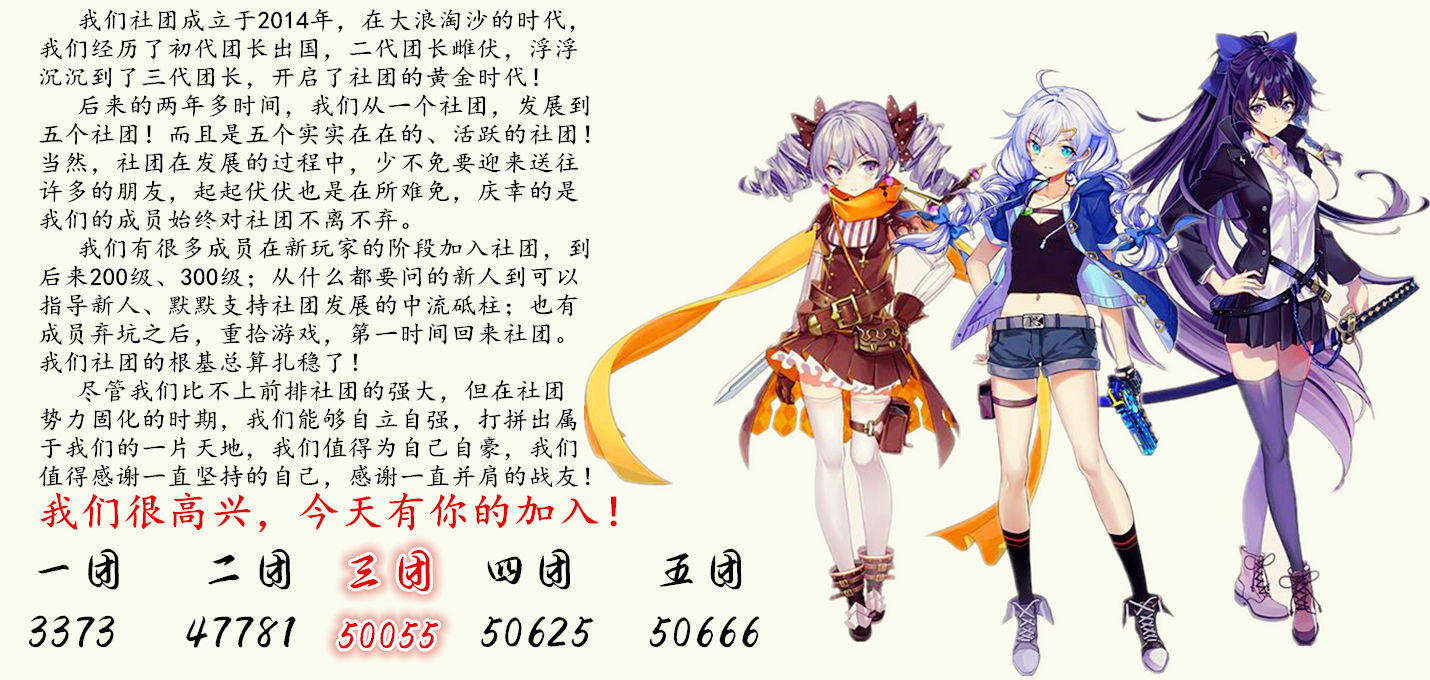 我们社团成立于2014年，在大浪淘沙的时代，
我们经历了初代团长出国，二代团长雌伏，浮浮
沉沉到了三代团长，开启了社团的黄金时代！
后来的两年多时间，我们从一个社团，发展到
五个社团！而且是五个实实在在的、活跃的社团！
当然，社团在发展的过程中，少不免要迎来送往
许多的朋友，起起伏伏也是在所难免，庆幸的是
我们的成员始终对社团不离不弃。
我们有很多成员在新玩家的阶段加入社团，到
后来200级、300级；从什么都要问的新人到可以
指导新人、默默支持社团发展的中流砥柱；也有
成员弃坑之后，重拾游戏，第一时间回来社团。
我们社团的根基总算扎稳了！
尽管我们比不上前排社团的强大，但在社团
势力固化的时期，我们能够自立自强，打拼出属
于我们的一片天地，我们值得为自己自豪，我们
值得感谢一直坚持的自己，感谢一直并肩的战友！
我们很高兴，今天有你的加入！
一团 二团 三团 四团 五团
3373 47781 50055 50625 50666